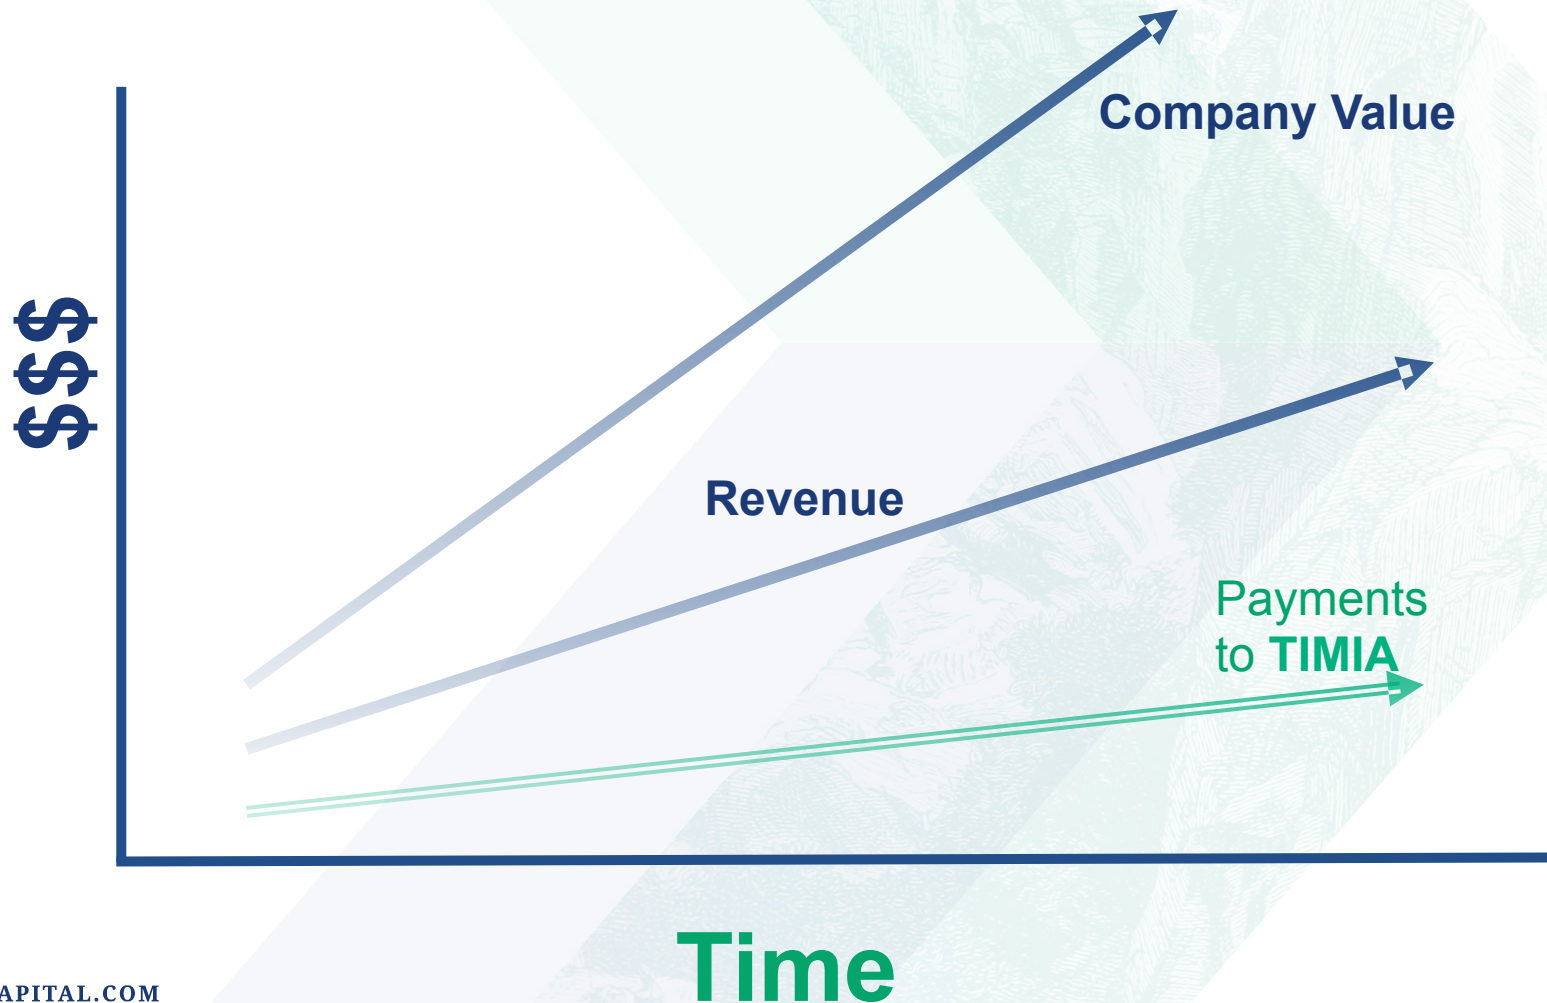 Company Value
$$$
Revenue
Payments
to TIMIA
Time
APITAL.COM